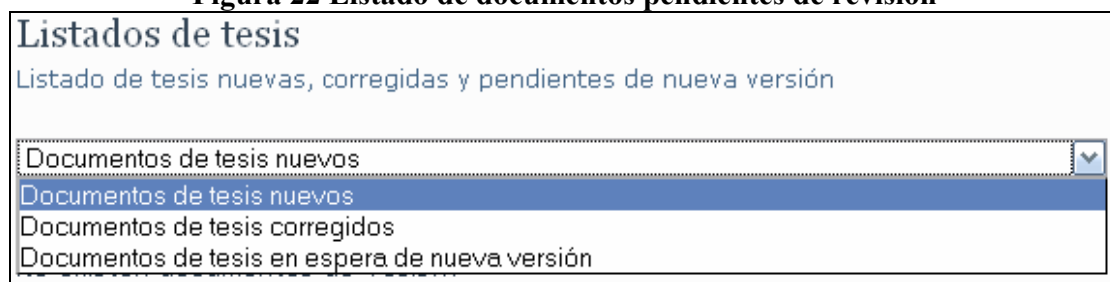 Figura 22 Listado de documentos pendientes de revisión
Listados de tesis
Listado de tesis nuevas, corregidas y pendientes de nueva versión
Documentos de tesis nuevos
Documentos de tesis nuevos
Documentos de tesis corregidos
Documentos de tesis en espera de nueva versión